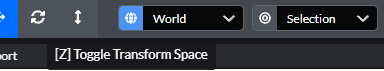 World
Selection
port
[Z] Toggle Transform Space